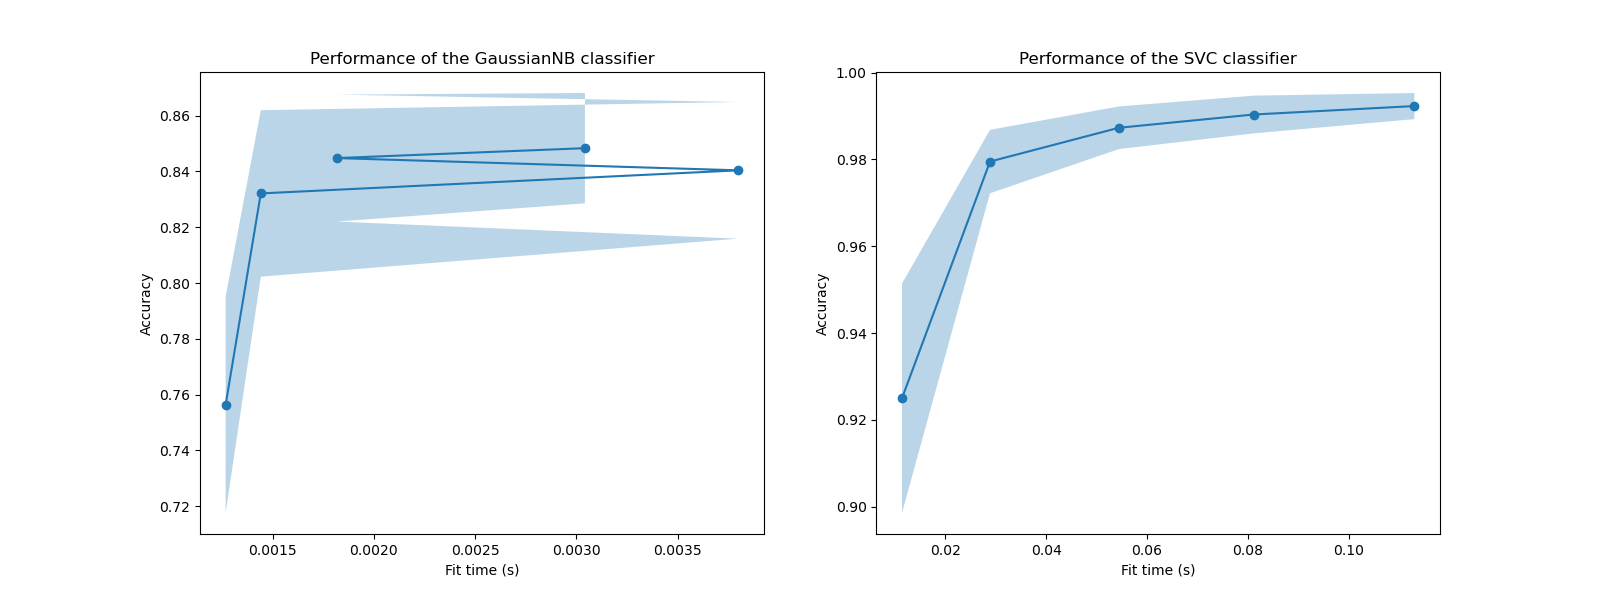 Performance of the GaussianNB classifier
Accuracy
0.86
0.84
0.82
0.80
0.78
0.76
0.74
0.72
0.0015 0.0020 0.0025 0.0030 0.0035
Fit time (s)
Performance of the SVC classifier
Accuracy
1.00
0.98
0.96
0.94
0.92
0.90
0.02 0.04 0.06 0.08 0.10
Fit time (s)